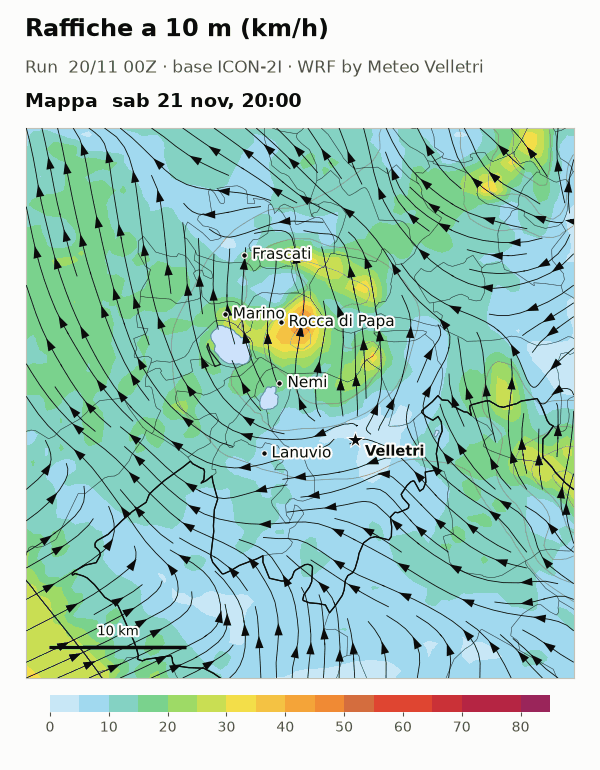 Raffiche a 10 m (km/h)
Run  20/11 00Z · base ICON-2I · WRF by Meteo Velletri
Mappa  sab 21 nov, 20:00
Frascati
Marino
Rocca di Papa
Nemi
Lanuvio
Velletri
10 km
0 10 20 30 40 50 60 70 80